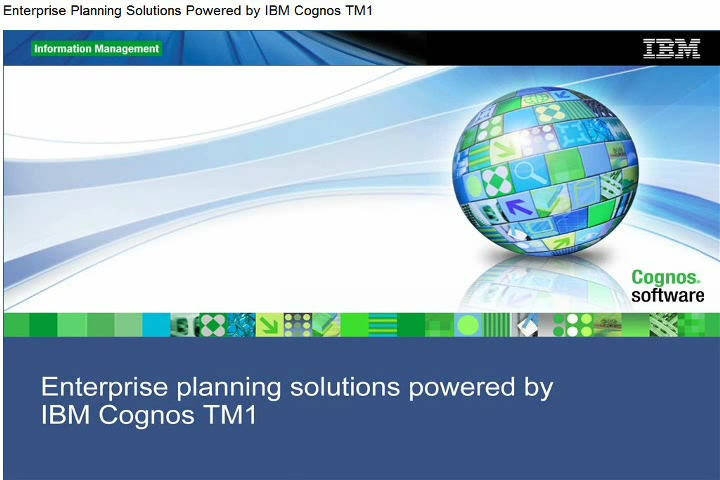 Enterprise Planning Solutions Powered by IBM Cognos TM1
Information Management
IBM
Cognos.
software
Enterprise planning solutions powered by
IBM Cognos TM1